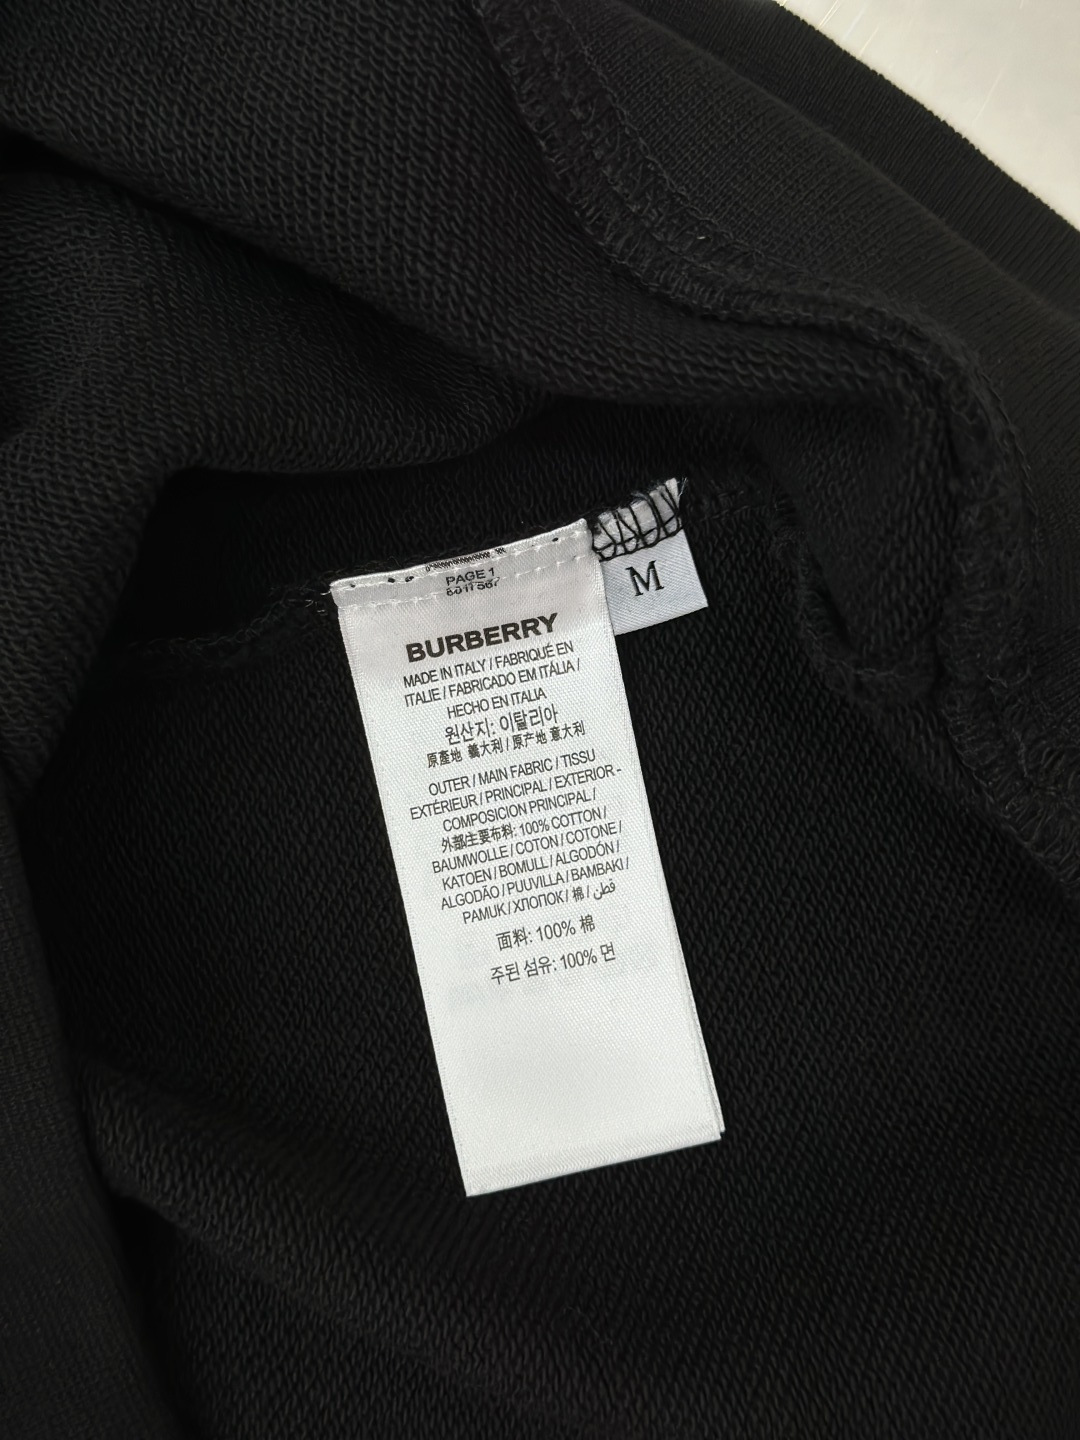 PAGE 1
M
BURBERRY
MADE IN ITALY / FABRIQUÉ EN
ITALIE / FABRICADO EM ITÁLIA /
HECHO EN ITALIA
원산지: 이탈리아
原產地 義大利 / 原产地 意大利
OUTER / MAIN FABRIC / TISSU
EXTÉRIEUR / PRINCIPAL / EXTERIOR -
COMPOSICION PRINCIPAL /
外部主要布料: 100% COTTON /
BAUMWOLLE / COTON / COTONE /
KATOEN / BOMULL / ALGODÓN /
ALGODÃO / PUUVILLA / BAMBAKI /
PAMUK / ХЛОПОК / 棉 / قطن
面料: 100% 棉
주된 섬유: 100% 면